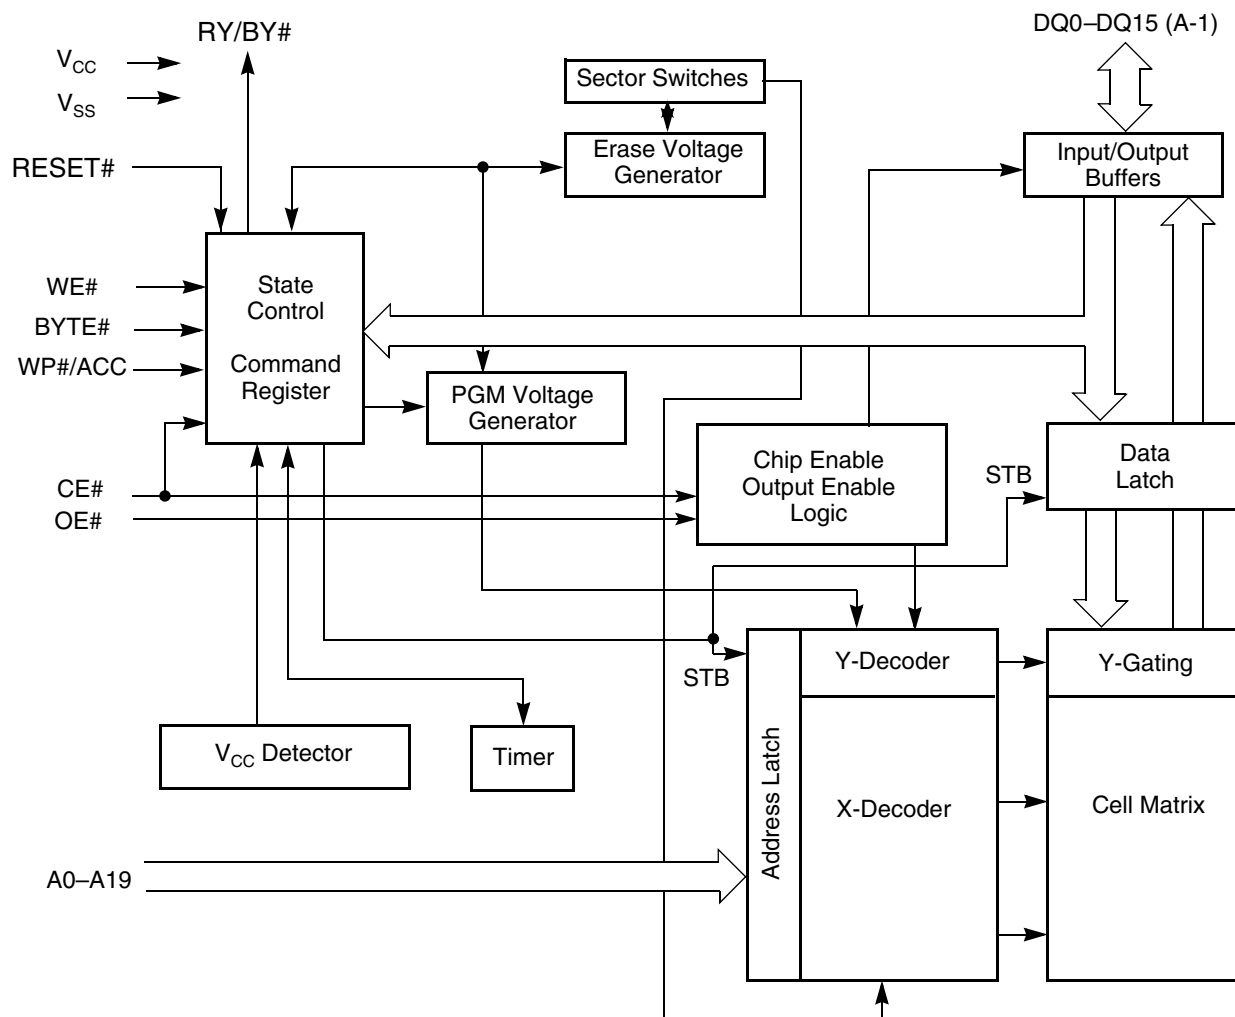 RY/BY#
DQ0–DQ15 (A-1)
VCC
VSS
Sector Switches
RESET#
Erase Voltage
Generator
Input/Output
Buffers
WE#
BYTE#
WP#/ACC
State
Control
Command
Register
PGM Voltage
Generator
CE#
OE#
Chip Enable
Output Enable
Logic
STB
Data
Latch
STB
Y-Decoder
Y-Gating
VCC Detector
Timer
Address Latch
X-Decoder
Cell Matrix
A0–A19